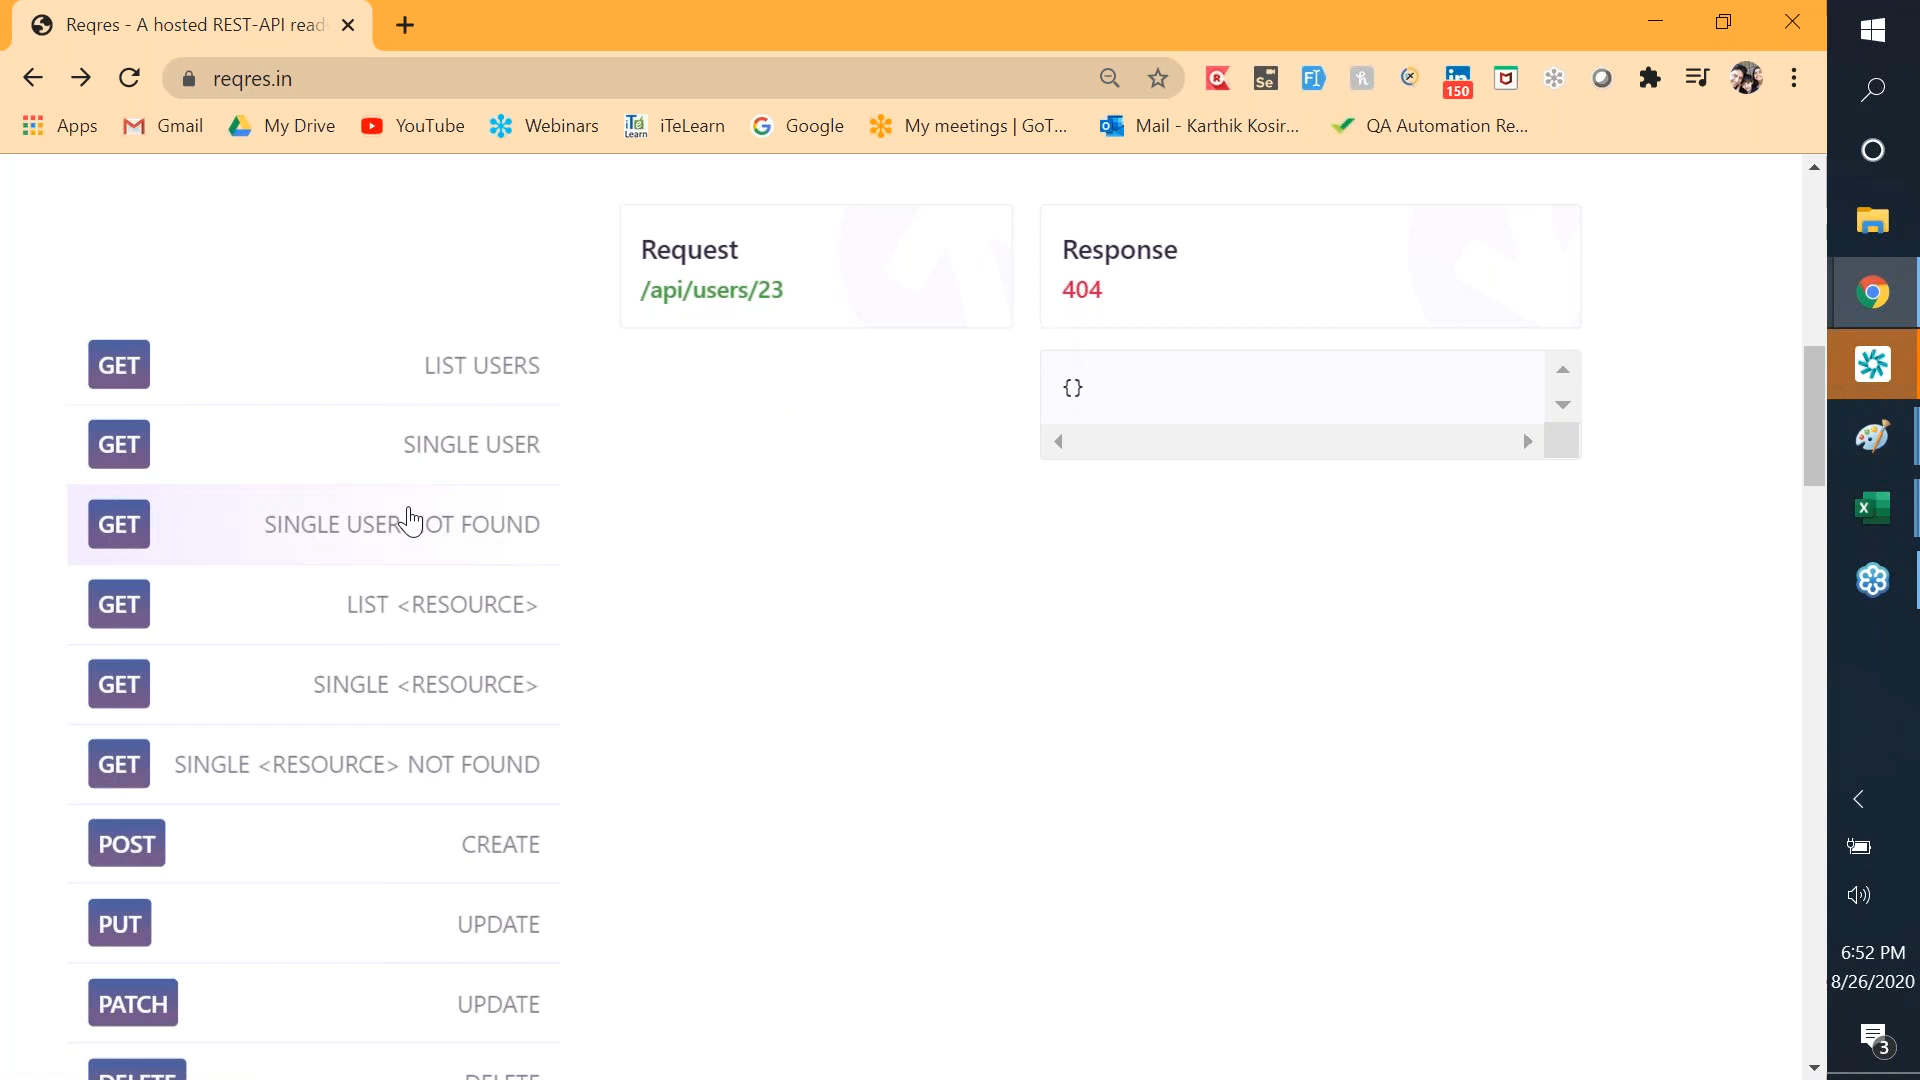 Reqres - A hosted REST-API read
reqres.in
150
Apps
Gmail
My Drive
YouTube
Webinars
iTeLearn
Google
My meetings | GoT...
Mail - Karthik Kosir...
QA Automation Re...
Request
/api/users/23
Response
404
{}
GET LIST USERS
GET SINGLE USER
GET SINGLE USER NOT FOUND
GET LIST <RESOURCE>
GET SINGLE <RESOURCE>
GET SINGLE <RESOURCE> NOT FOUND
POST CREATE
PUT UPDATE
PATCH UPDATE
DELETE DELETE
6:52 PM
8/26/2020
3